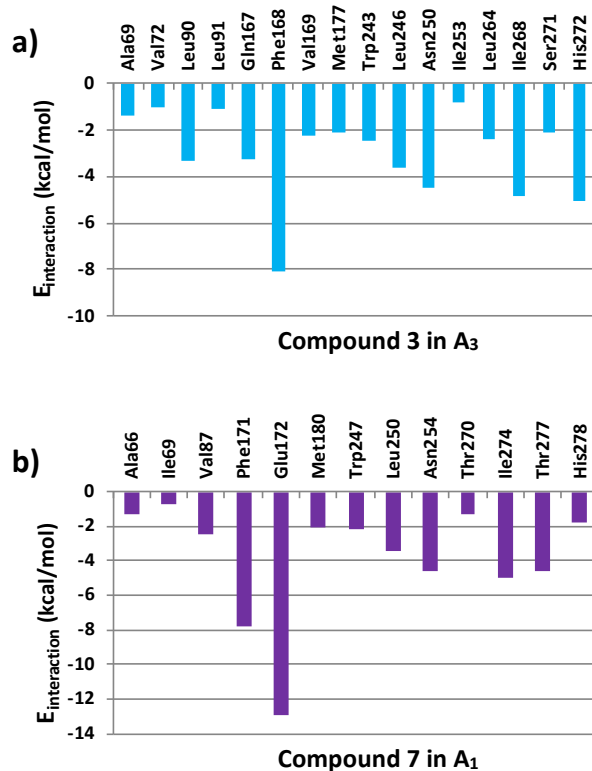 a)
Ala69 Val72 Leu90 Leu91 Gln167 Phe168 Val169 Met177 Trp243 Leu246 Asn250 Ile253 Leu264 Ile268 Ser271 His272
E interaction (kcal/mol)
0
-2
-4
-6
-8
-10
Compound 3 in A3
b)
Ala66 Ile69 Val87 Phe171 Glu172 Met180 Trp247 Leu250 Asn254 Thr270 Ile274 Thr277 His278
E interaction (kcal/mol)
0
-2
-4
-6
-8
-10
-12
-14
Compound 7 in A1